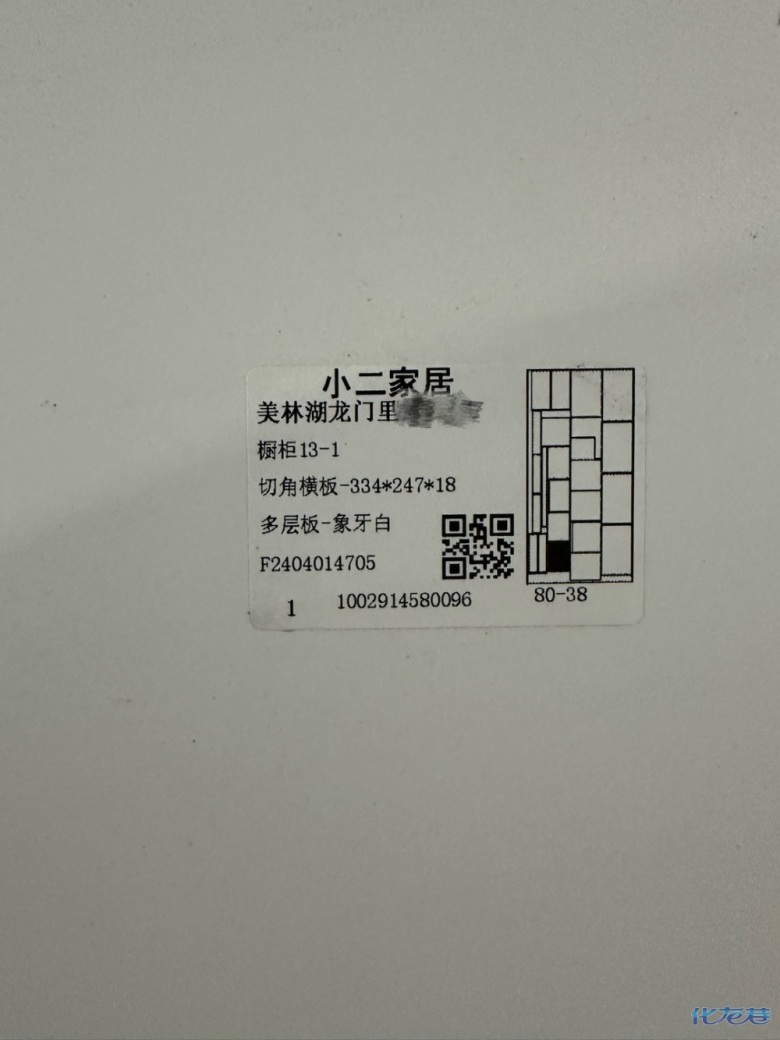 小二家居
美林湖龙门里
橱柜13-1
切角横板-334*247*18
多层板-象牙白
F2404014705
1 1002914580096
80-38
化龙巷